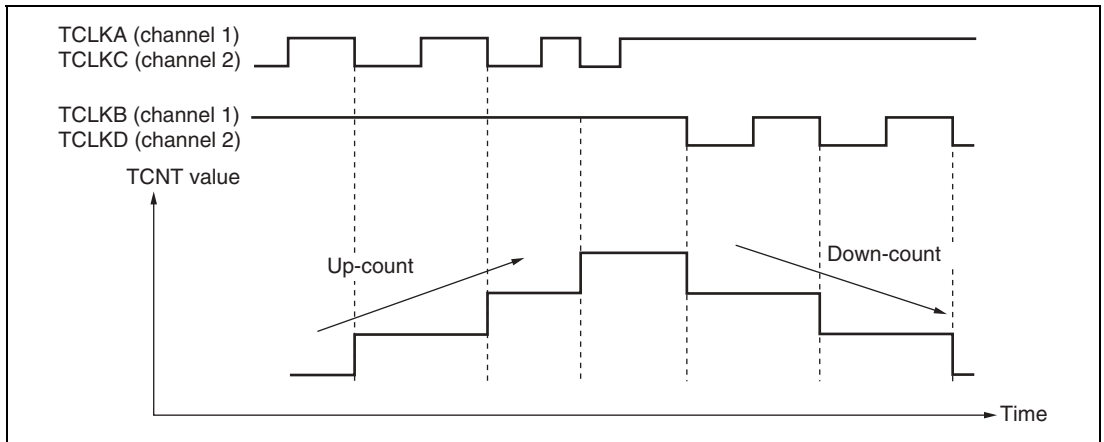 TCLKA (channel 1)
TCLKC (channel 2)
TCLKB (channel 1)
TCLKD (channel 2)
TCNT value
Up-count
Down-count
Time